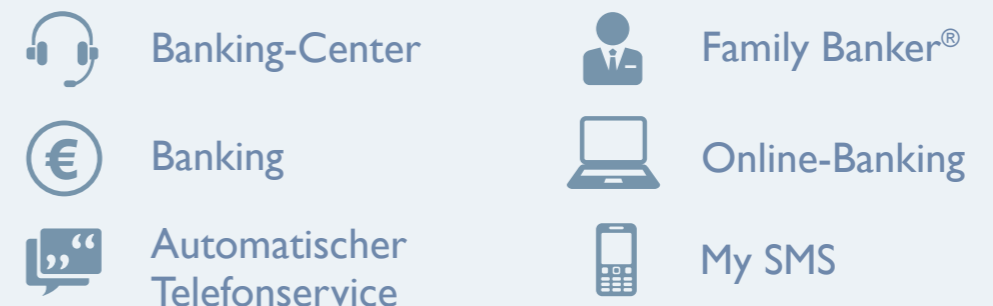 Banking-Center
Family Banker®
Banking
Online-Banking
Automatischer
Telefonservice
My SMS